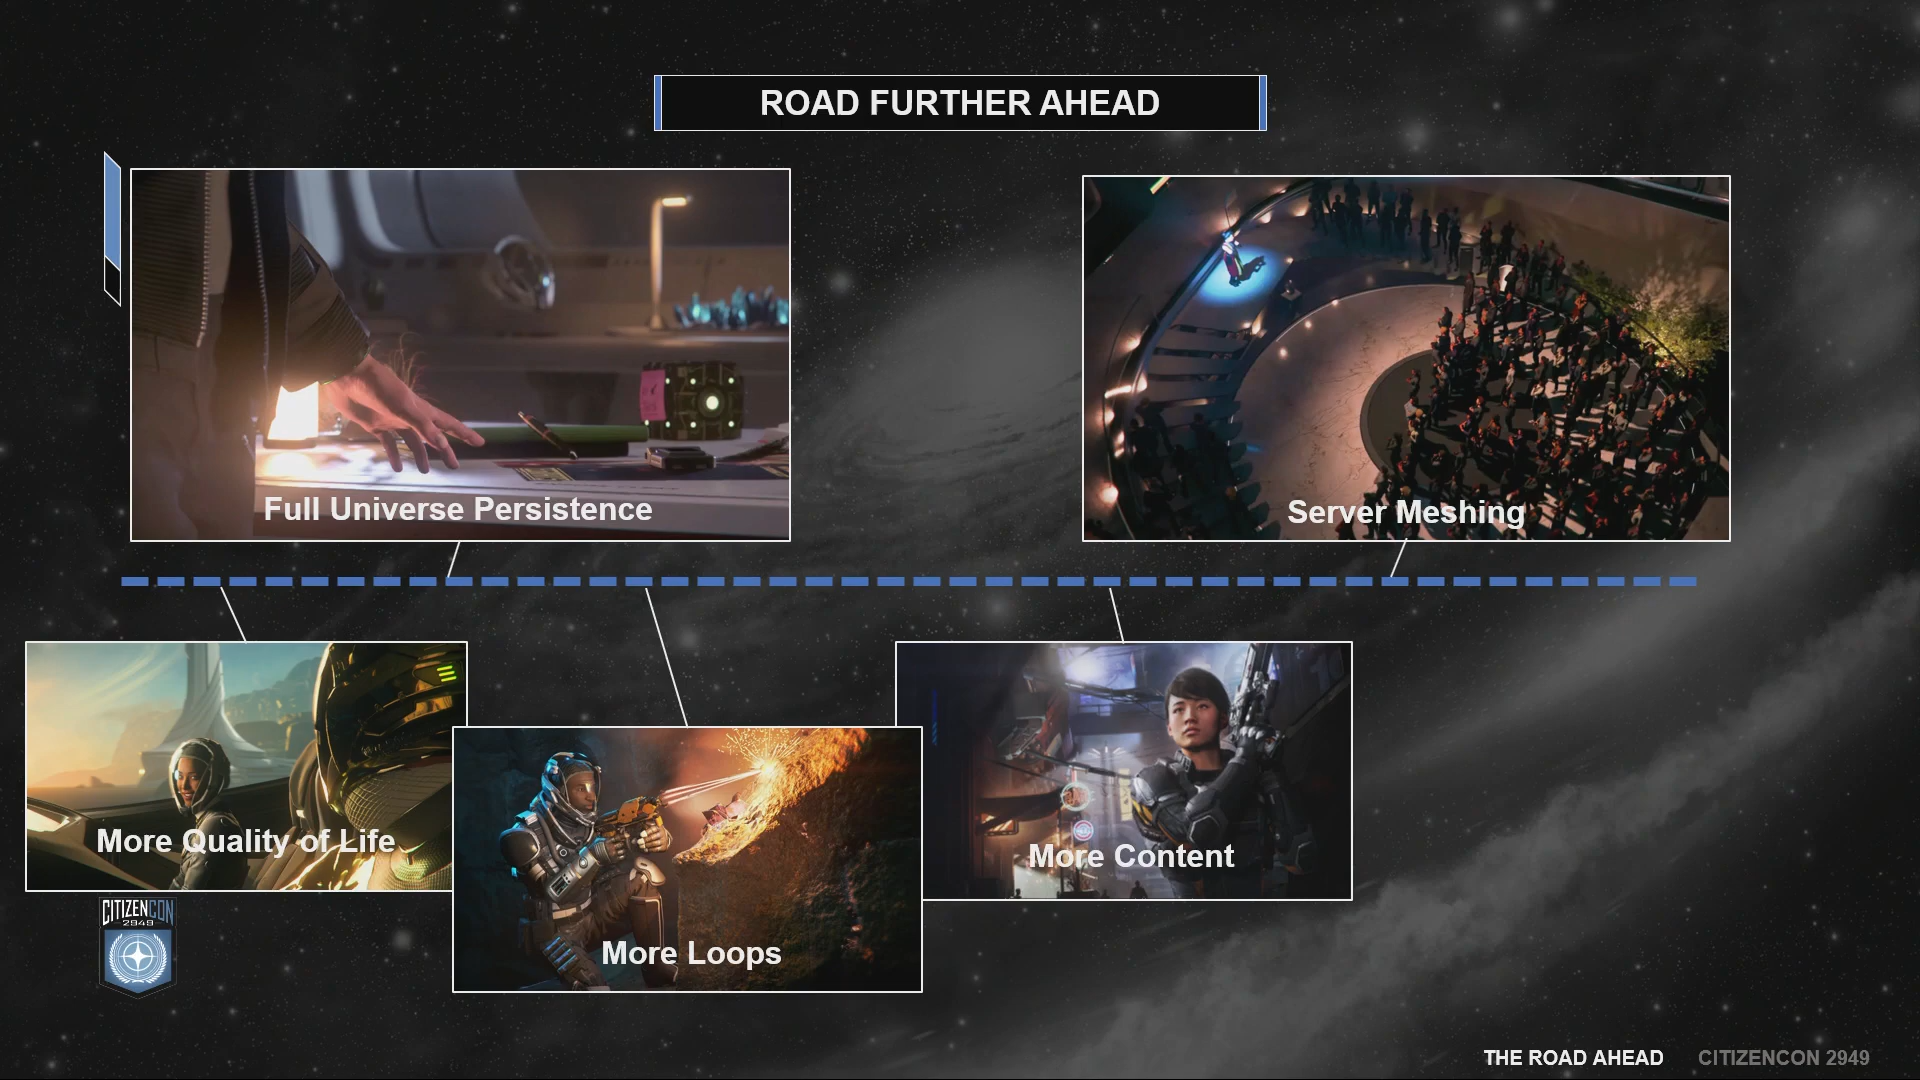 ROAD FURTHER AHEAD
Full Universe Persistence
Server Meshing
More Quality of Life
More Loops
More Content
CITIZENCON
2949
THE ROAD AHEAD CITIZENCON 2949